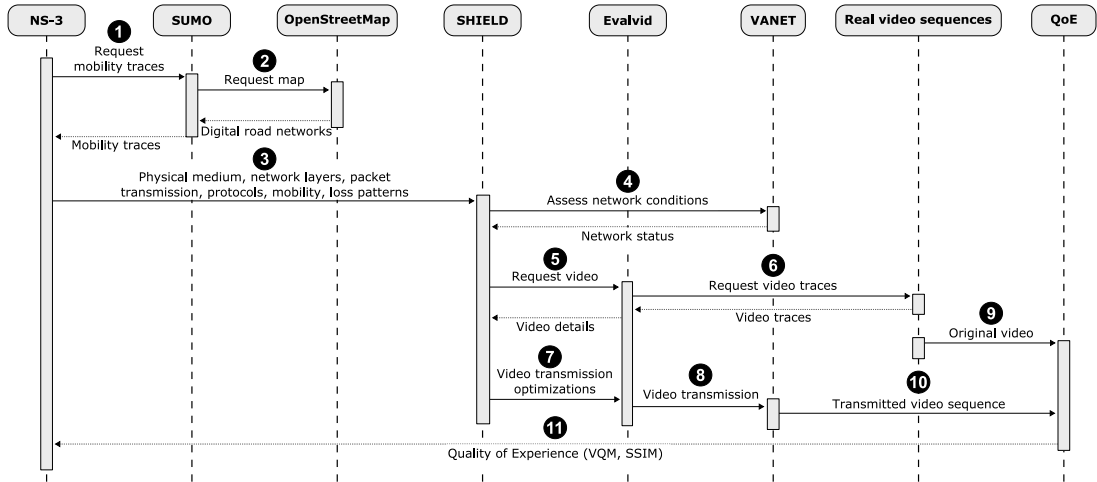 NS-3
SUMO
OpenStreetMap
SHIELD
Evalvid
VANET
Real video sequences
QoE
1
Request
mobility traces
2
Request map
Digital road networks
Mobility traces
3
Physical medium, network layers, packet
transmission, protocols, mobility, loss patterns
4
Assess network conditions
Network status
5
Request video
6
Request video traces
Video traces
Video details
9
Original video
7
Video transmission
optimizations
8
Video transmission
10
Transmitted video sequence
11
Quality of Experience (VQM, SSIM)